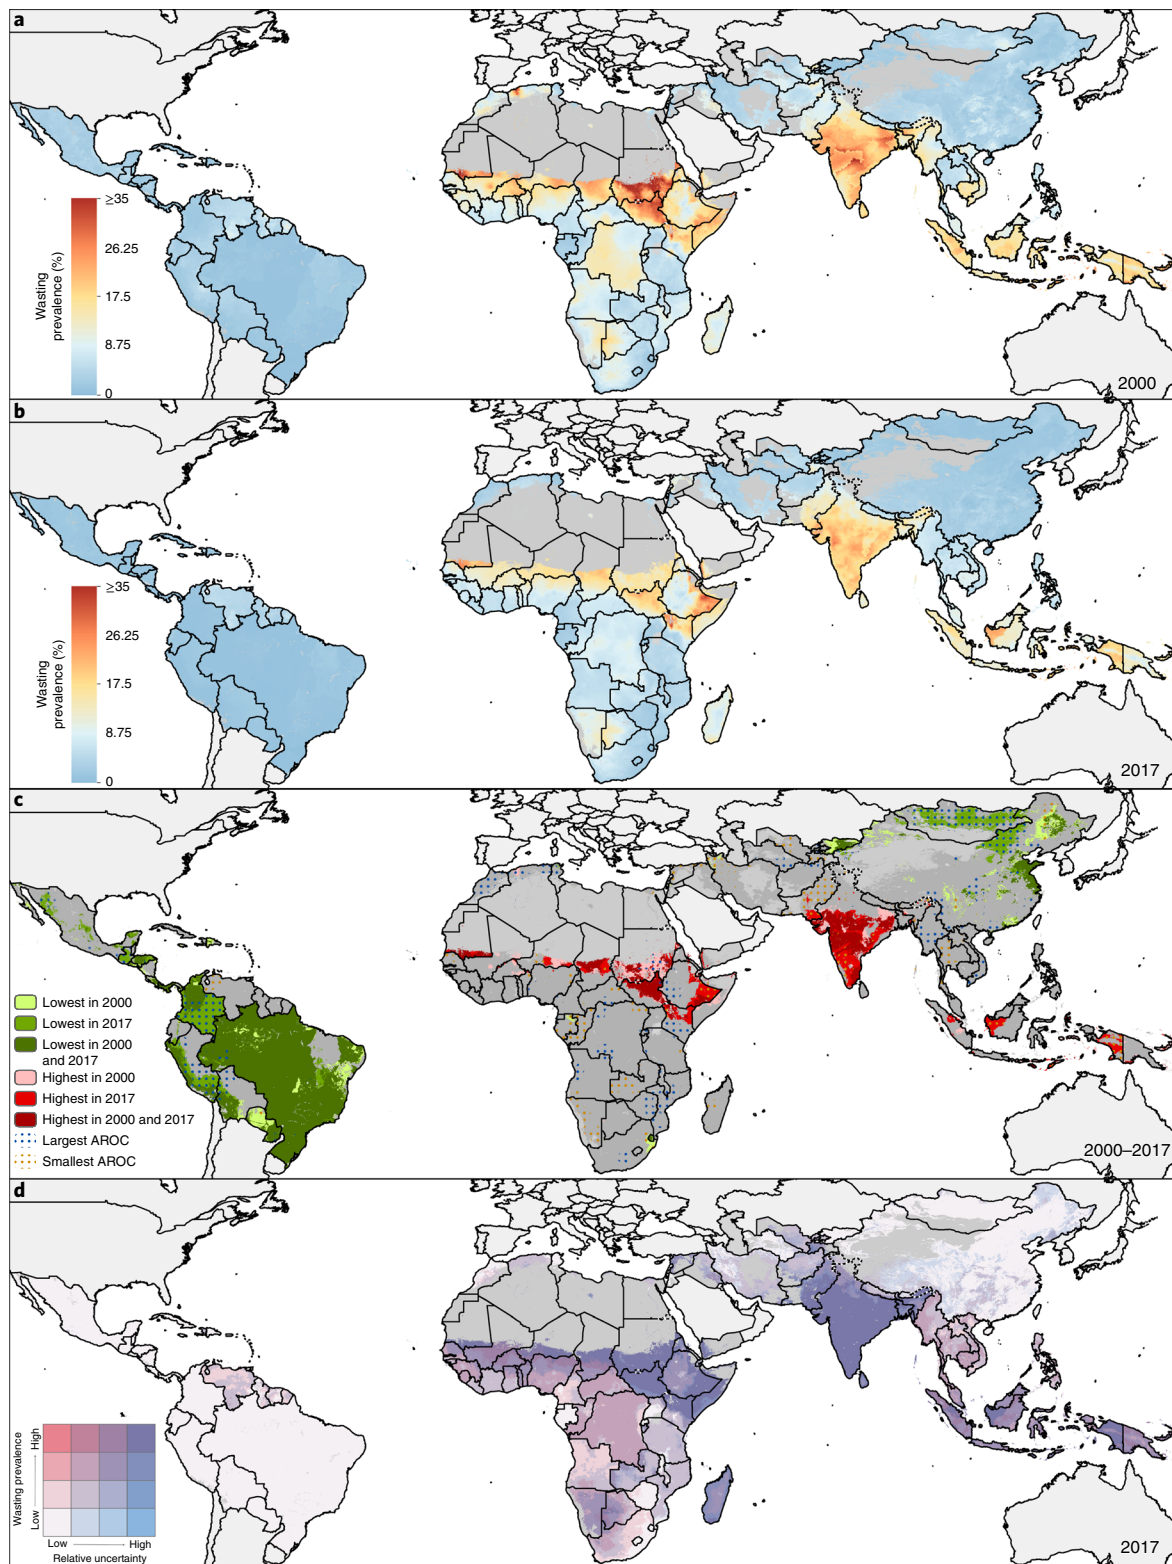 a
Wasting
prevalence (%)
≥35
26.25
17.5
8.75
0
2000
b
Wasting
prevalence (%)
≥35
26.25
17.5
8.75
0
2017
c
Lowest in 2000
Lowest in 2017
Lowest in 2000
and 2017
Highest in 2000
Highest in 2017
Highest in 2000 and 2017
Largest AROC
Smallest AROC
2000–2017
d
Wasting prevalence
High
Low
Low
High
Relative uncertainty
2017